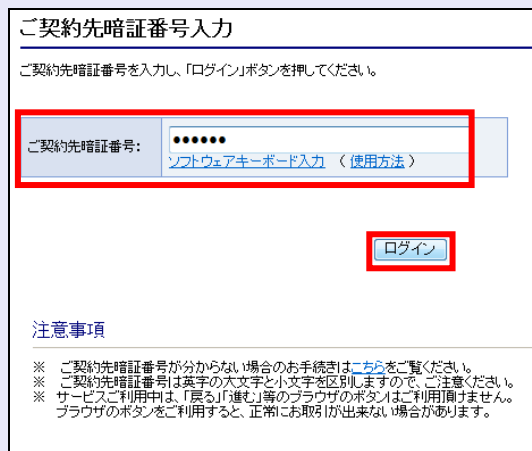 ご契約先暗証番号入力
ご契約先暗証番号を入力し、「ログイン」ボタンを押してください。
ご契約先暗証番号: ●●●●●●
ソフトウェアキーボード入力 （使用方法）
ログイン
注意事項
※ ご契約先暗証番号が分からない場合のお手続きはこちらをご覧ください。
※ ご契約先暗証番号は英字の大文字と小文字を区別しますので、ご注意ください。
※ サービスご利用中は、「戻る」「進む」等のブラウザのボタンはご利用頂けません。
ブラウザのボタンをご利用すると、正常にお取引が出来ない場合があります。